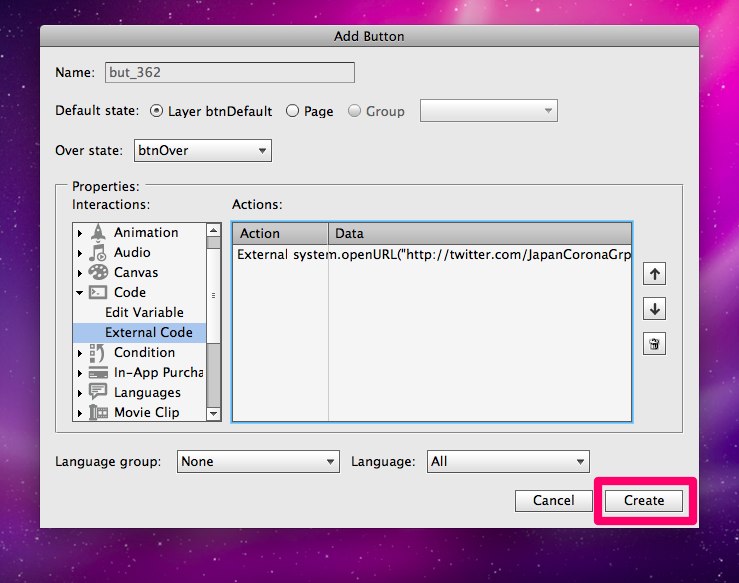 Add Button
Name: but_362
Default state: Layer btnDefault Page Group
Over state: btnOver
Properties:
Interactions: Actions:
Action Data
Animation
External system.openURL("http://twitter.com/JapanCoronaGrp
Audio
Canvas
Code
Edit Variable
External Code
Condition
In-App Purcha
Languages
Movie Clip
Language group: None Language: All
Cancel Create